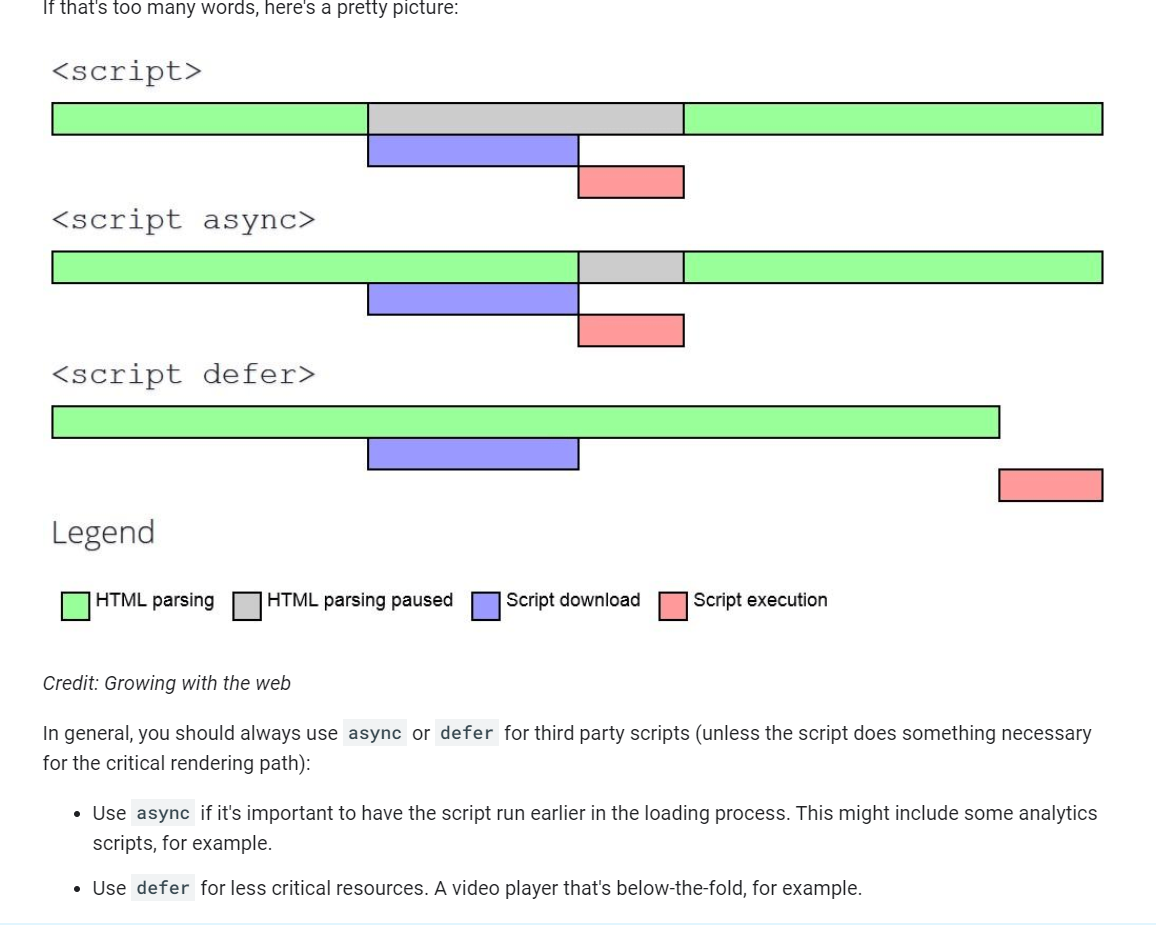 If that's too many words, here's a pretty picture:
<script>
<script async>
<script defer>
Legend
HTML parsing HTML parsing paused Script download Script execution
Credit: Growing with the web
In general, you should always use async or defer for third party scripts (unless the script does something necessary
for the critical rendering path):
• Use async if it's important to have the script run earlier in the loading process. This might include some analytics
scripts, for example.
• Use defer for less critical resources. A video player that's below-the-fold, for example.